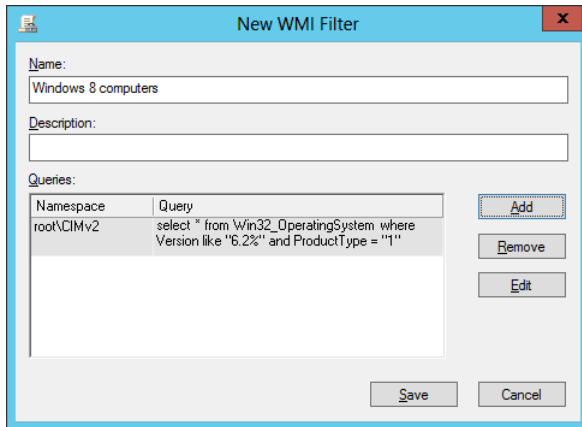 New WMI Filter
x
Name:
Windows 8 computers
Description:
Queries:
Namespace Query
root\CIMv2 select * from Win32_OperatingSystem where
Version like "6.2%" and ProductType = "1"
Add
Remove
Edit
Save Cancel